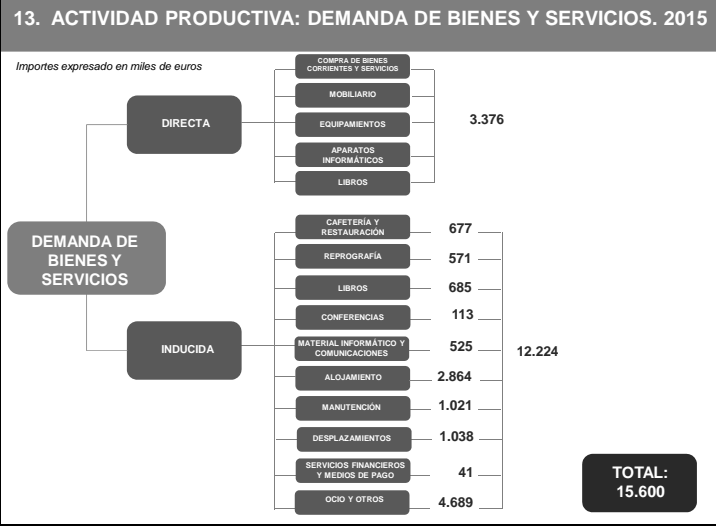 13. ACTIVIDAD PRODUCTIVA: DEMANDA DE BIENES Y SERVICIOS. 2015
Importes expresado en miles de euros
DEMANDA DE
BIENES Y
SERVICIOS
DIRECTA
COMPRA DE BIENES
CORRIENTES Y SERVICIOS
MOBILIARIO
EQUIPAMIENTOS
APARATOS
INFORMÁTICOS
LIBROS
3.376
INDUCIDA
CAFETERÍA Y
RESTAURACIÓN
677
REPROGRAFÍA
571
LIBROS
685
CONFERENCIAS
113
MATERIAL INFORMÁTICO Y
COMUNICACIONES
525
ALOJAMIENTO
2.864
MANUTENCIÓN
1.021
DESPLAZAMIENTOS
1.038
SERVICIOS FINANCIEROS
Y MEDIOS DE PAGO
41
OCIO Y OTROS
4.689
12.224
TOTAL:
15.600